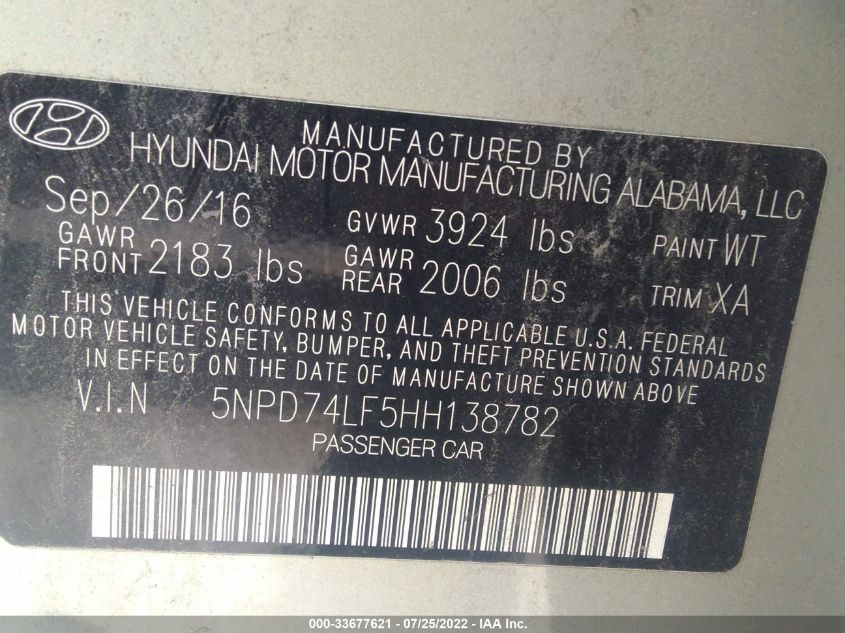 MANUFACTURED BY
HYUNDAI MOTOR MANUFACTURING ALABAMA, LLC
Sep/26/16 GVWR 3924 lbs PAINT WT
GAWR FRONT 2183 lbs GAWR REAR 2006 lbs TRIM XA
THIS VEHICLE CONFORMS TO ALL APPLICABLE U.S.A. FEDERAL
MOTOR VEHICLE SAFETY, BUMPER, AND THEFT PREVENTION STANDARDS
IN EFFECT ON THE DATE OF MANUFACTURE SHOWN ABOVE
V.I.N 5NPD74LF5HH138782
PASSENGER CAR
000-33677621 - 07/25/2022 - IAA Inc.